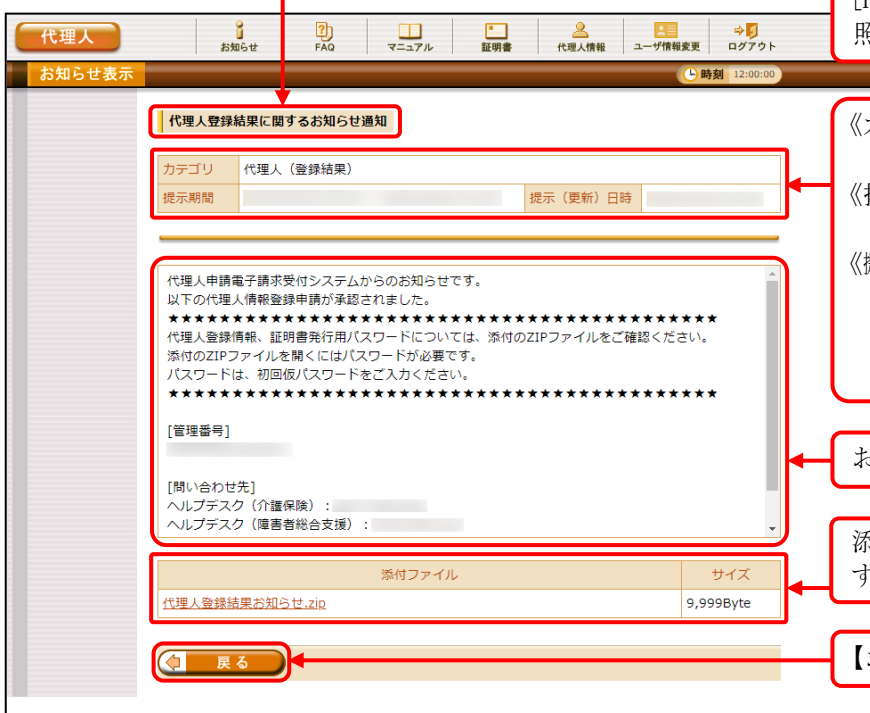 代理人
お知らせ
FAQ
マニュアル
証明書
代理人情報
ユーザ情報変更
ログアウト
照
お知らせ表示
時刻 12:00:00
代理人登録結果に関するお知らせ通知
カテゴリ 代理人（登録結果）
提示期間 提示（更新）日時
代理人申請電子請求受付システムからのお知らせです。
以下の代理人情報登録申請が承認されました。
★★★★★★★★★★★★★★★★★★★★★★★★★★★★★★★★★★★★★★★★★★
代理人登録情報、証明書発行用パスワードについては、添付のZIPファイルをご確認ください。
添付のZIPファイルを開くにはパスワードが必要です。
パスワードは、初回仮パスワードをご入力ください。
★★★★★★★★★★★★★★★★★★★★★★★★★★★★★★★★★★★★★★★★★★
[管理番号]
[問い合わせ先]
ヘルプデスク（介護保険）：
ヘルプデスク（障害者総合支援）：
お
添付ファイル サイズ
代理人登録結果お知らせ.zip 9,999Byte
添
す
戻る